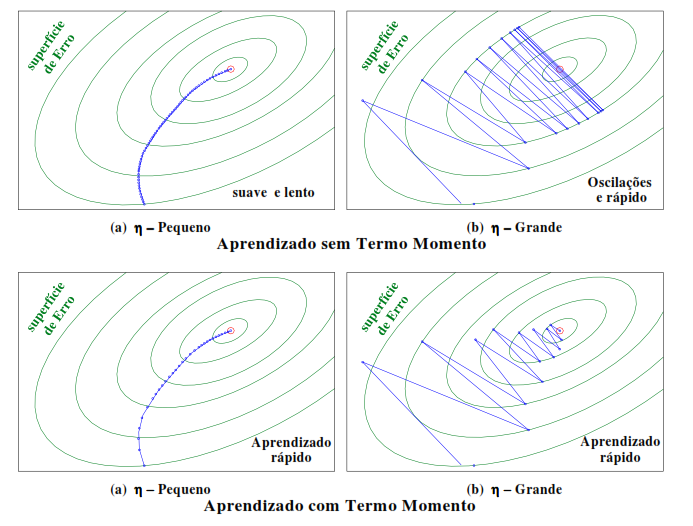 superfície
de Erro
suave e lento
(a) η – Pequeno
superfície
de Erro
Oscilações
e rápido
(b) η – Grande
Aprendizado sem Termo Momento
superfície
de Erro
Aprendizado
rápido
(a) η – Pequeno
superfície
de Erro
Aprendizado
rápido
(b) η – Grande
Aprendizado com Termo Momento